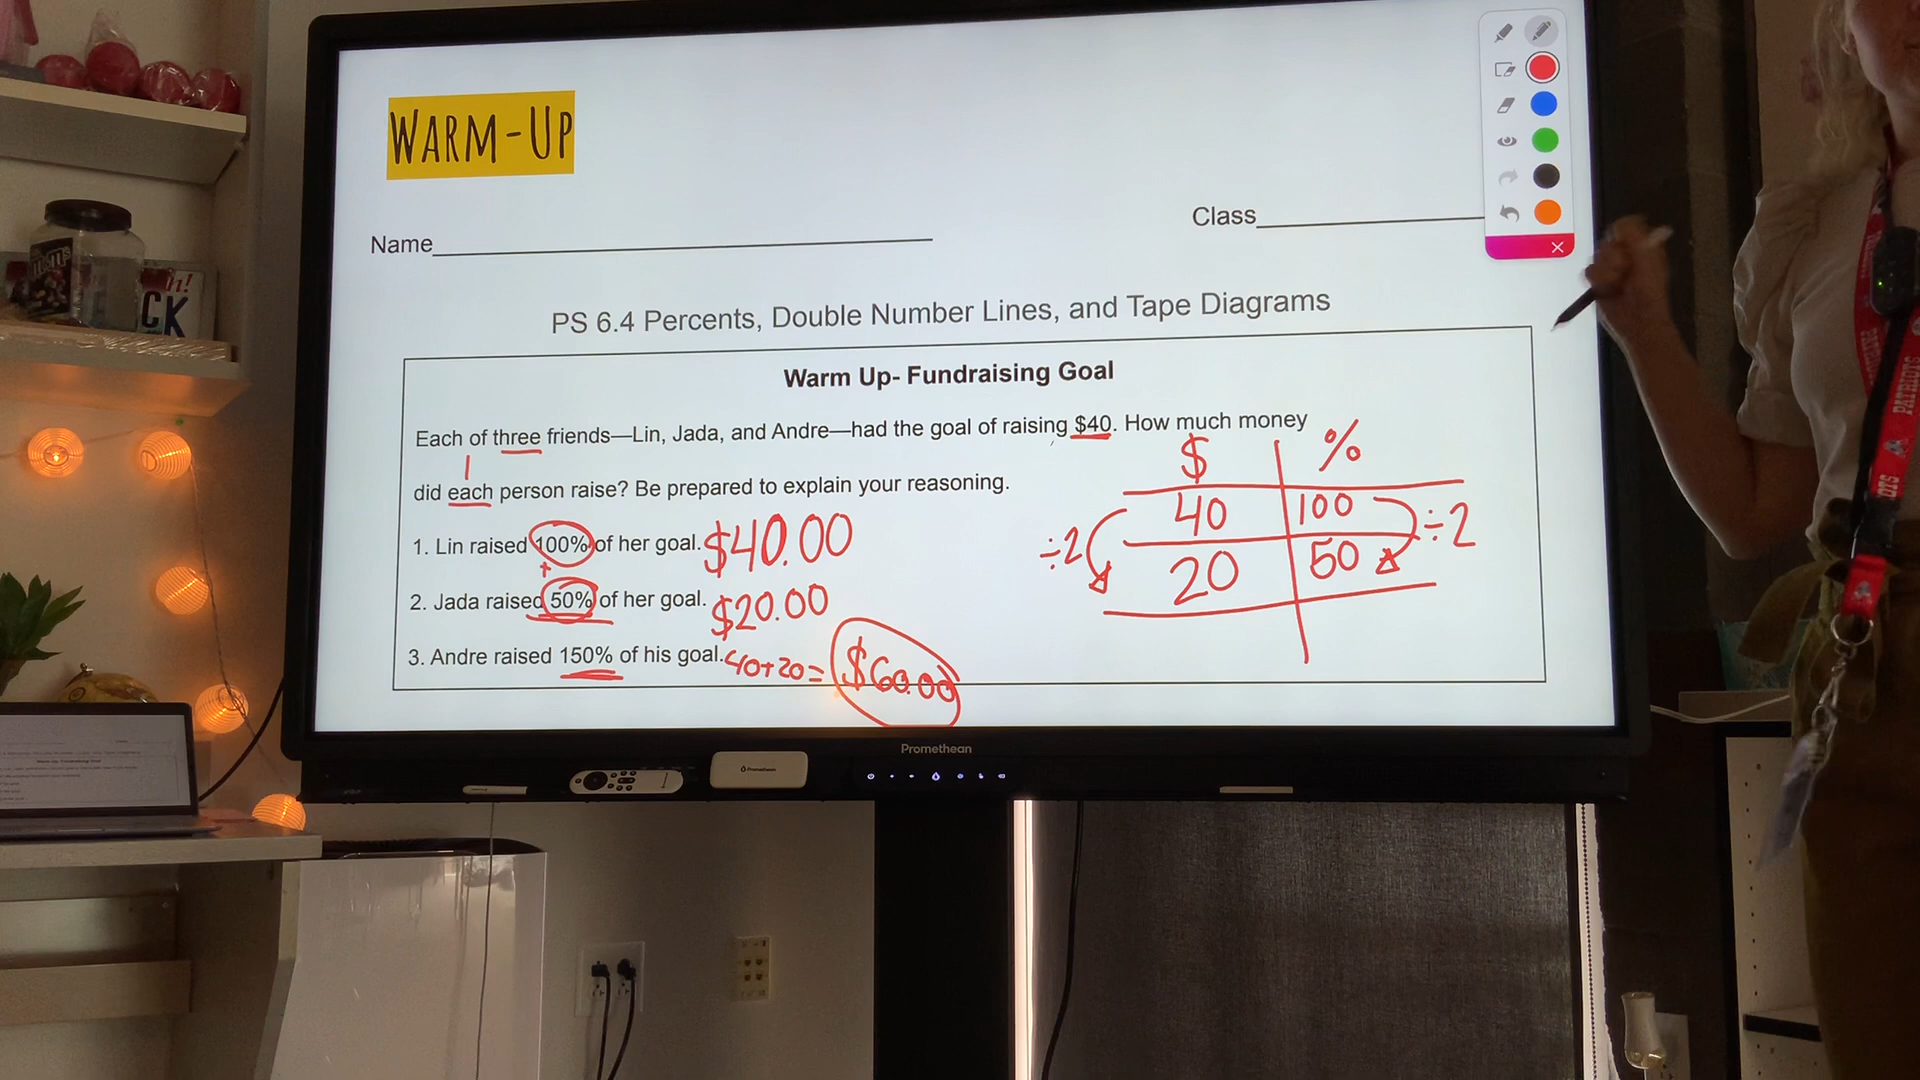 WARM-UP
Name
Class
PS 6.4 Percents, Double Number Lines, and Tape Diagrams
Warm Up- Fundraising Goal
Each of three friends—Lin, Jada, and Andre—had the goal of raising $40. How much money
did each person raise? Be prepared to explain your reasoning.
1. Lin raised 100% of her goal. $40.00
+
2. Jada raised 50% of her goal. $20.00
3. Andre raised 150% of his goal. 40+20= $60.00
$ %
40 100
÷2 ÷2
20 50
Promethean
Promethean
m&m's
CK
PATRIOTS